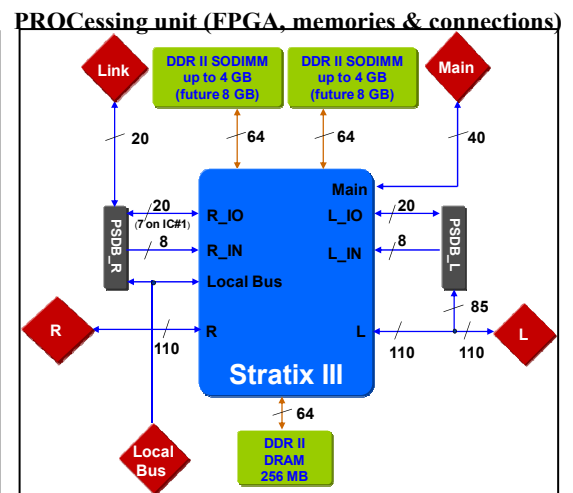 PROCessing unit (FPGA, memories & connections)
Link
DDR II SODIMM
up to 4 GB
(future 8 GB)
DDR II SODIMM
up to 4 GB
(future 8 GB)
Main
20
64
64
40
Main
20
(7 on IC#1)
R_IO
L_IO
20
PSDB_R
8
R_IN
L_IN
8
PSDB_L
Local Bus
85
R
110
R
L
110
110
L
Stratix III
64
Local
Bus
DDR II
DRAM
256 MB